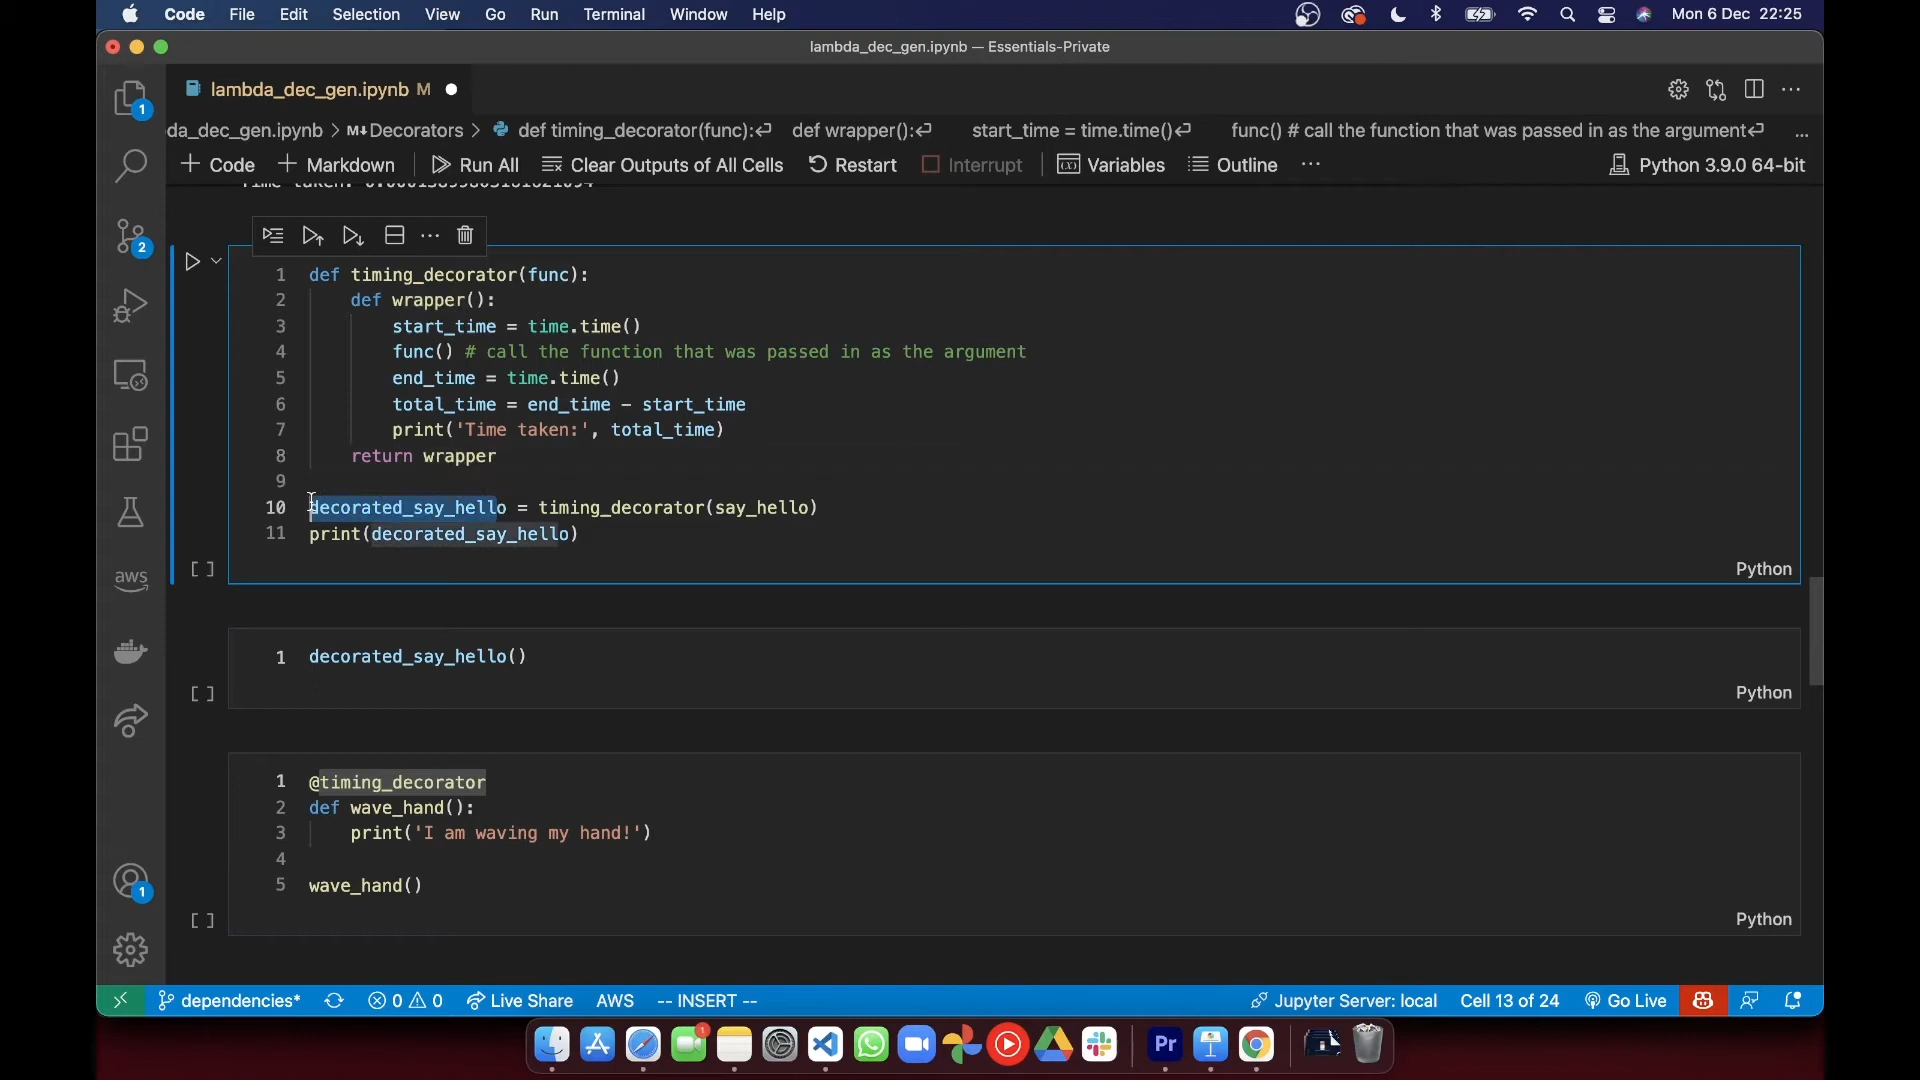 Code File Edit Selection View Go Run Terminal Window Help Mon 6 Dec 22:25
lambda_dec_gen.ipynb — Essentials-Private
1 lambda_dec_gen.ipynb M
da_dec_gen.ipynb > M↓Decorators > def timing_decorator(func):↵ def wrapper():↵ start_time = time.time()↵ func() # call the function that was passed in as the argument↵ ...
+ Code + Markdown Run All Clear Outputs of All Cells Restart Interrupt Variables Outline ... Python 3.9.0 64-bit
2
1 def timing_decorator(func):
2 def wrapper():
3 start_time = time.time()
4 func() # call the function that was passed in as the argument
5 end_time = time.time()
6 total_time = end_time - start_time
7 print('Time taken:', total_time)
8 return wrapper
9
10 decorated_say_hello = timing_decorator(say_hello)
11 print(decorated_say_hello)
[ ] Python
aws
1 decorated_say_hello()
[ ] Python
1 @timing_decorator
2 def wave_hand():
3 print('I am waving my hand!')
4
5 wave_hand()
[ ] Python
1
dependencies* 0 0 Live Share AWS -- INSERT -- Jupyter Server: local Cell 13 of 24 Go Live
1
Pr